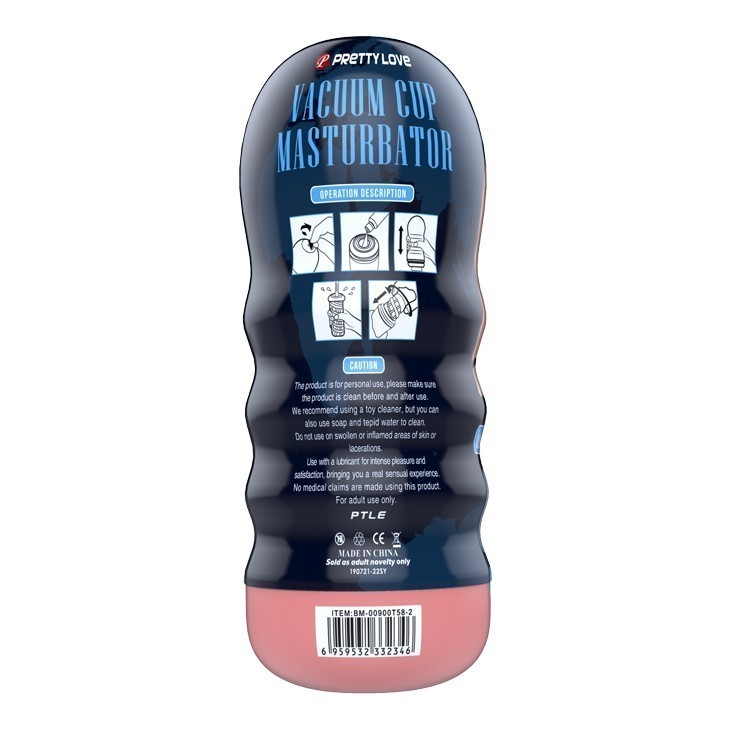 PRETTY LOVE
VACUUM CUP
MASTURBATOR
OPERATION DESCRIPTION
CAUTION
The product is for personal use, please make sure
the product is clean before and after use.
We recommend using a toy cleaner, but you can
also use soap and tepid water to clean.
Do not use on swollen or inflamed areas of skin or
lacerations.
Use with a lubricant for intense pleasure and
satisfaction, bringing you a real sensual experience.
No medical claims are made using this product.
For adult use only.
PTLE
CE
MADE IN CHINA
Sold as adult novelty only
190721-22SY
ITEM:BM-00900T58-2
6 959532 332346